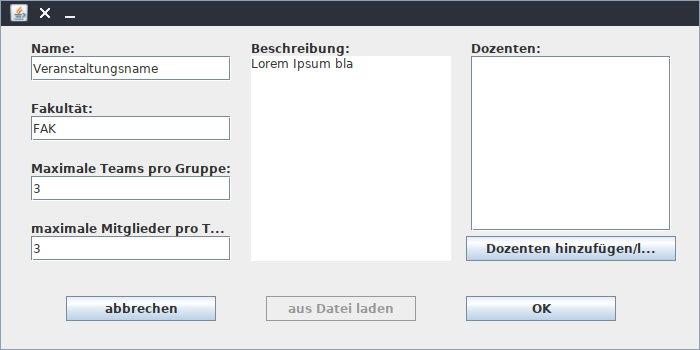 Name:
Veranstaltungsname
Fakultät:
FAK
Maximale Teams pro Gruppe:
3
maximale Mitglieder pro T...
3
Beschreibung:
Lorem Ipsum bla
Dozenten:
Dozenten hinzufügen/l...
abbrechen
aus Datei laden
OK